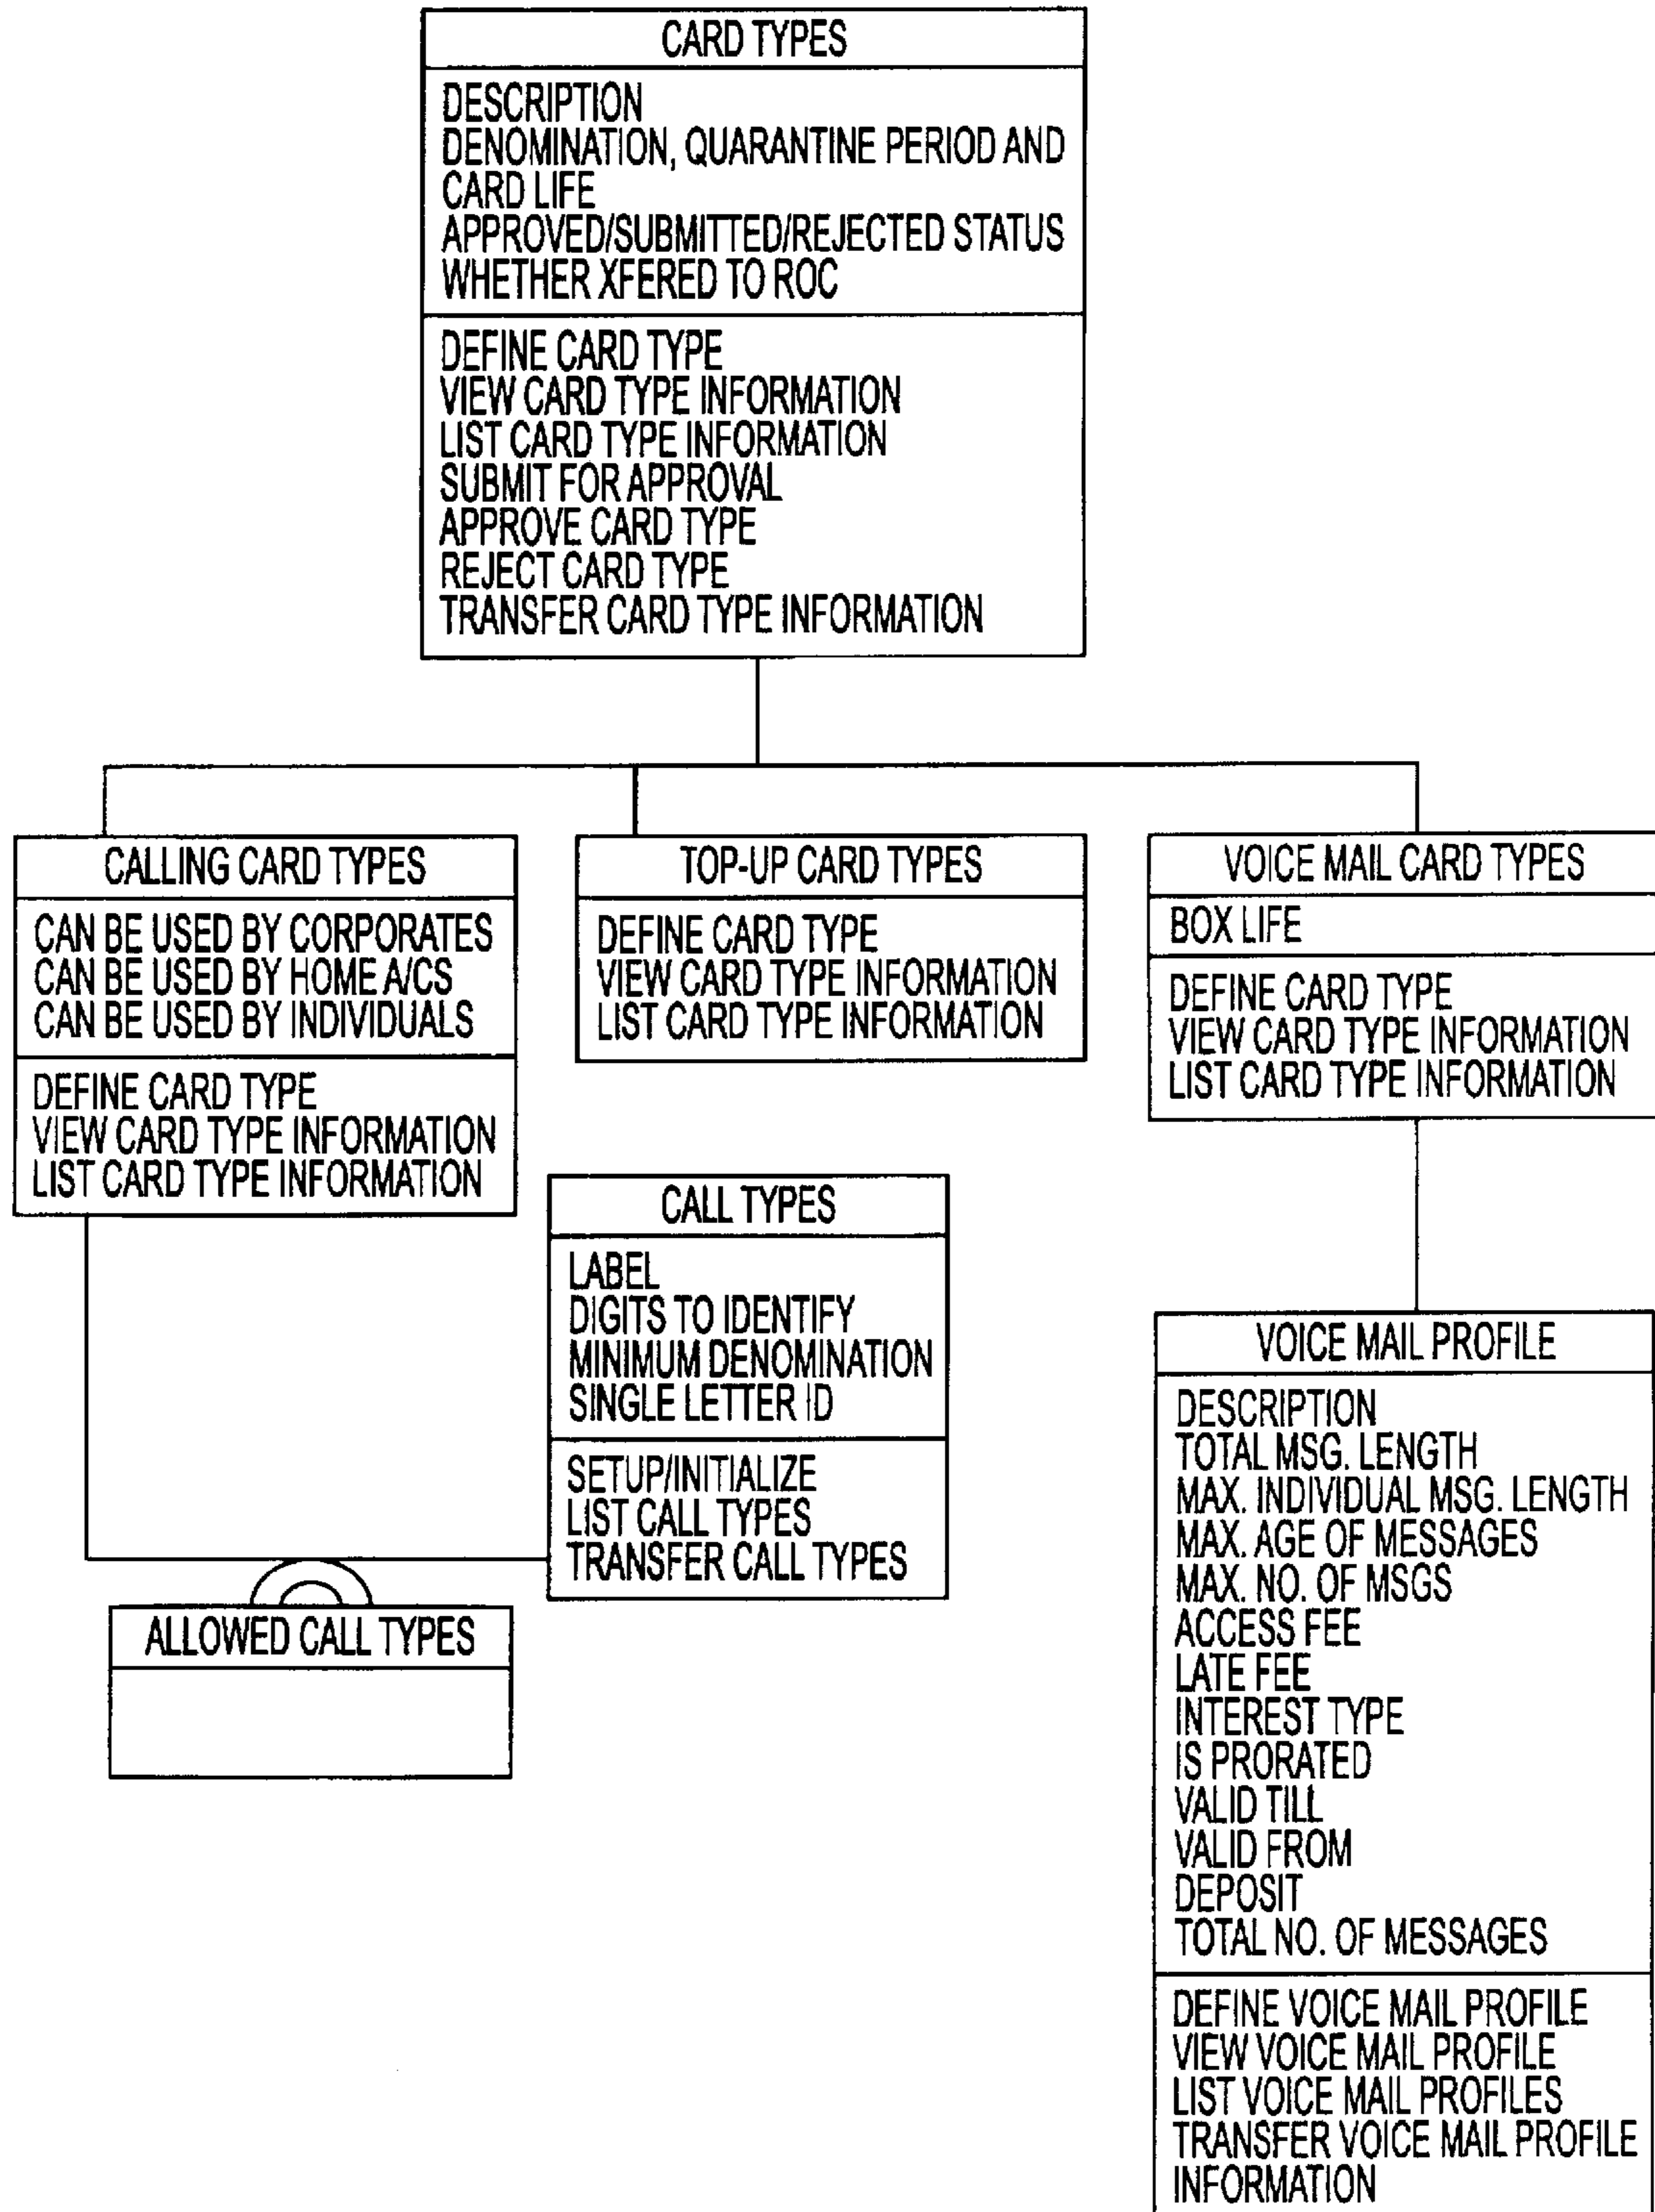 CARD TYPES
DESCRIPTION
DENOMINATION, QUARANTINE PERIOD AND
CARD LIFE
APPROVED/SUBMITTED/REJECTED STATUS
WHETHER XFERED TO ROC
DEFINE CARD TYPE
VIEW CARD TYPE INFORMATION
LIST CARD TYPE INFORMATION
SUBMIT FOR APPROVAL
APPROVE CARD TYPE
REJECT CARD TYPE
TRANSFER CARD TYPE INFORMATION
CALLING CARD TYPES
CAN BE USED BY CORPORATES
CAN BE USED BY HOME A/CS
CAN BE USED BY INDIVIDUALS
DEFINE CARD TYPE
VIEW CARD TYPE INFORMATION
LIST CARD TYPE INFORMATION
TOP-UP CARD TYPES
DEFINE CARD TYPE
VIEW CARD TYPE INFORMATION
LIST CARD TYPE INFORMATION
VOICE MAIL CARD TYPES
BOX LIFE
DEFINE CARD TYPE
VIEW CARD TYPE INFORMATION
LIST CARD TYPE INFORMATION
CALL TYPES
LABEL
DIGITS TO IDENTIFY
MINIMUM DENOMINATION
SINGLE LETTER ID
SETUP/INITIALIZE
LIST CALL TYPES
TRANSFER CALL TYPES
ALLOWED CALL TYPES
VOICE MAIL PROFILE
DESCRIPTION
TOTAL MSG. LENGTH
MAX. INDIVIDUAL MSG. LENGTH
MAX. AGE OF MESSAGES
MAX. NO. OF MSGS
ACCESS FEE
LATE FEE
INTEREST TYPE
IS PRORATED
VALID TILL
VALID FROM
DEPOSIT
TOTAL NO. OF MESSAGES
DEFINE VOICE MAIL PROFILE
VIEW VOICE MAIL PROFILE
LIST VOICE MAIL PROFILES
TRANSFER VOICE MAIL PROFILE
INFORMATION